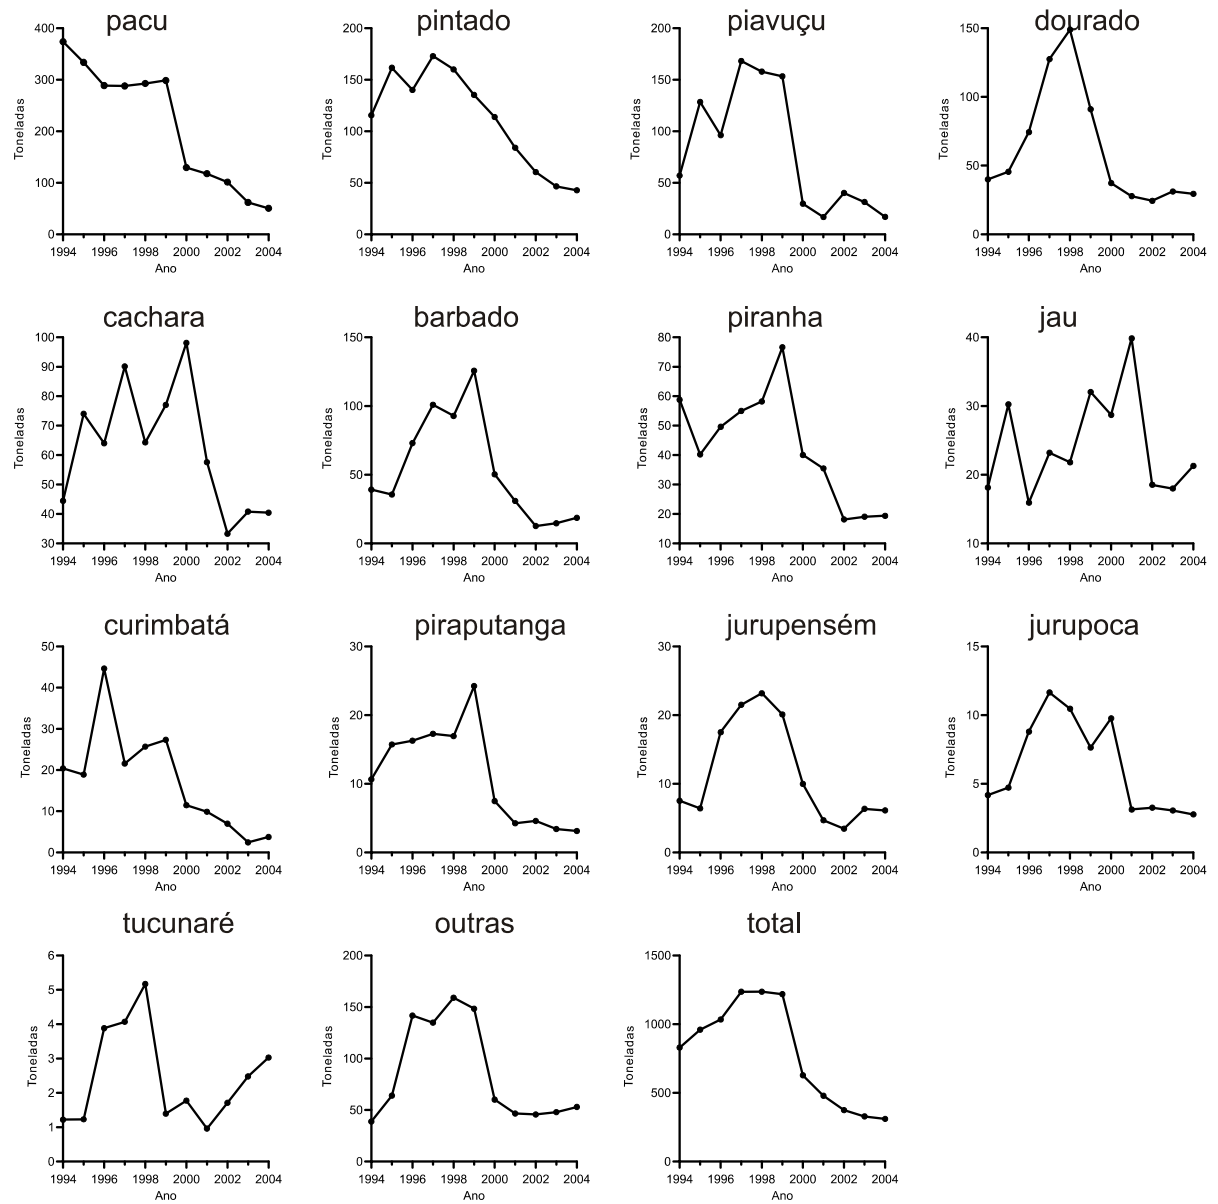 pacu
400
300
200
100
0
Toneladas
1994 1996 1998 2000 2002 2004
Ano
pintado
200
150
100
50
0
Toneladas
1994 1996 1998 2000 2002 2004
Ano
piavuçu
200
150
100
50
0
Toneladas
1994 1996 1998 2000 2002 2004
Ano
dourado
150
100
50
0
Toneladas
1994 1996 1998 2000 2002 2004
Ano
cachara
100
90
80
70
60
50
40
30
Toneladas
1994 1996 1998 2000 2002 2004
Ano
barbado
150
100
50
0
Toneladas
1994 1996 1998 2000 2002 2004
Ano
piranha
80
70
60
50
40
30
20
10
Toneladas
1994 1996 1998 2000 2002 2004
Ano
jau
40
30
20
10
Toneladas
1994 1996 1998 2000 2002 2004
Ano
curimbatá
50
40
30
20
10
0
Toneladas
1994 1996 1998 2000 2002 2004
Ano
piraputanga
30
20
10
0
Toneladas
1994 1996 1998 2000 2002 2004
Ano
jurupensém
30
20
10
0
Toneladas
1994 1996 1998 2000 2002 2004
Ano
jurupoca
15
10
5
0
Toneladas
1994 1996 1998 2000 2002 2004
Ano
tucunaré
6
5
4
3
2
1
0
Toneladas
1994 1996 1998 2000 2002 2004
Ano
outras
200
150
100
50
0
Toneladas
1994 1996 1998 2000 2002 2004
Ano
total
1500
1000
500
0
Toneladas
1994 1996 1998 2000 2002 2004
Ano